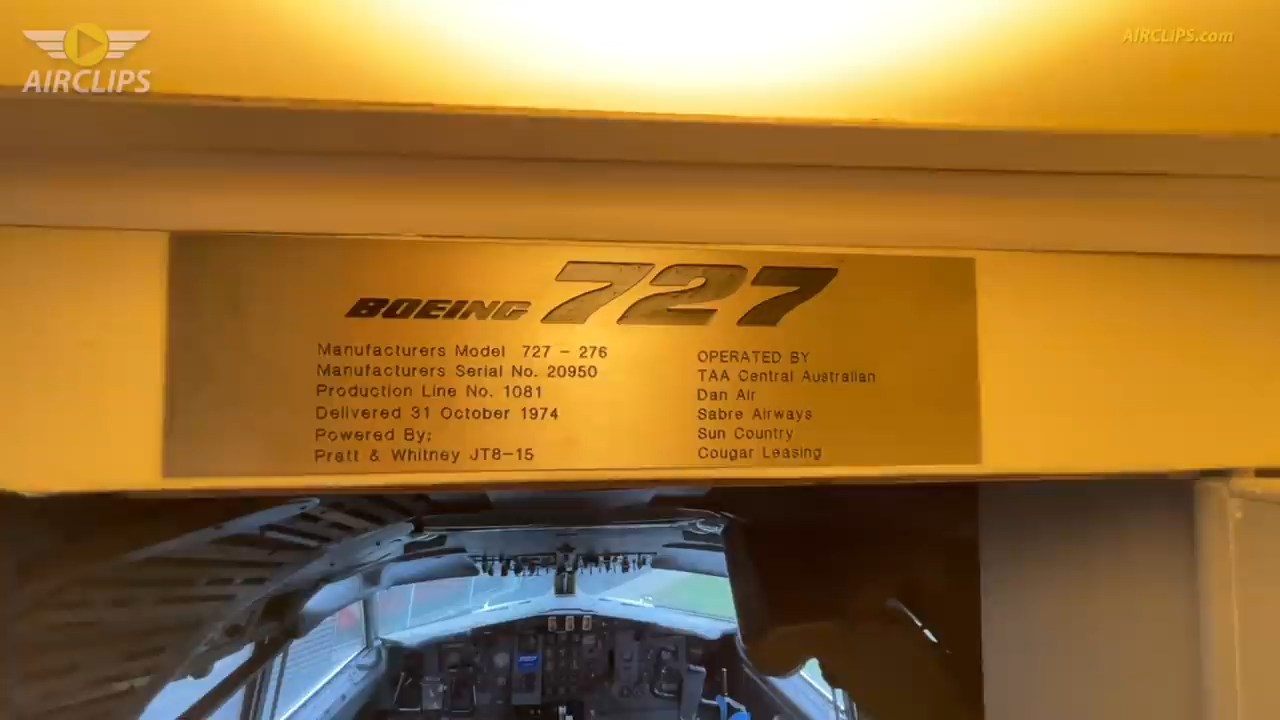 AIRCLIPS
AIRCLIPS.com
BOEING 727
Manufacturers Model 727 - 276
Manufacturers Serial No. 20950
Production Line No. 1081
Delivered 31 October 1974
Powered By:
Pratt & Whitney JT8-15
OPERATED BY
TAA Central Australian
Dan Air
Sabre Airways
Sun Country
Cougar Leasing